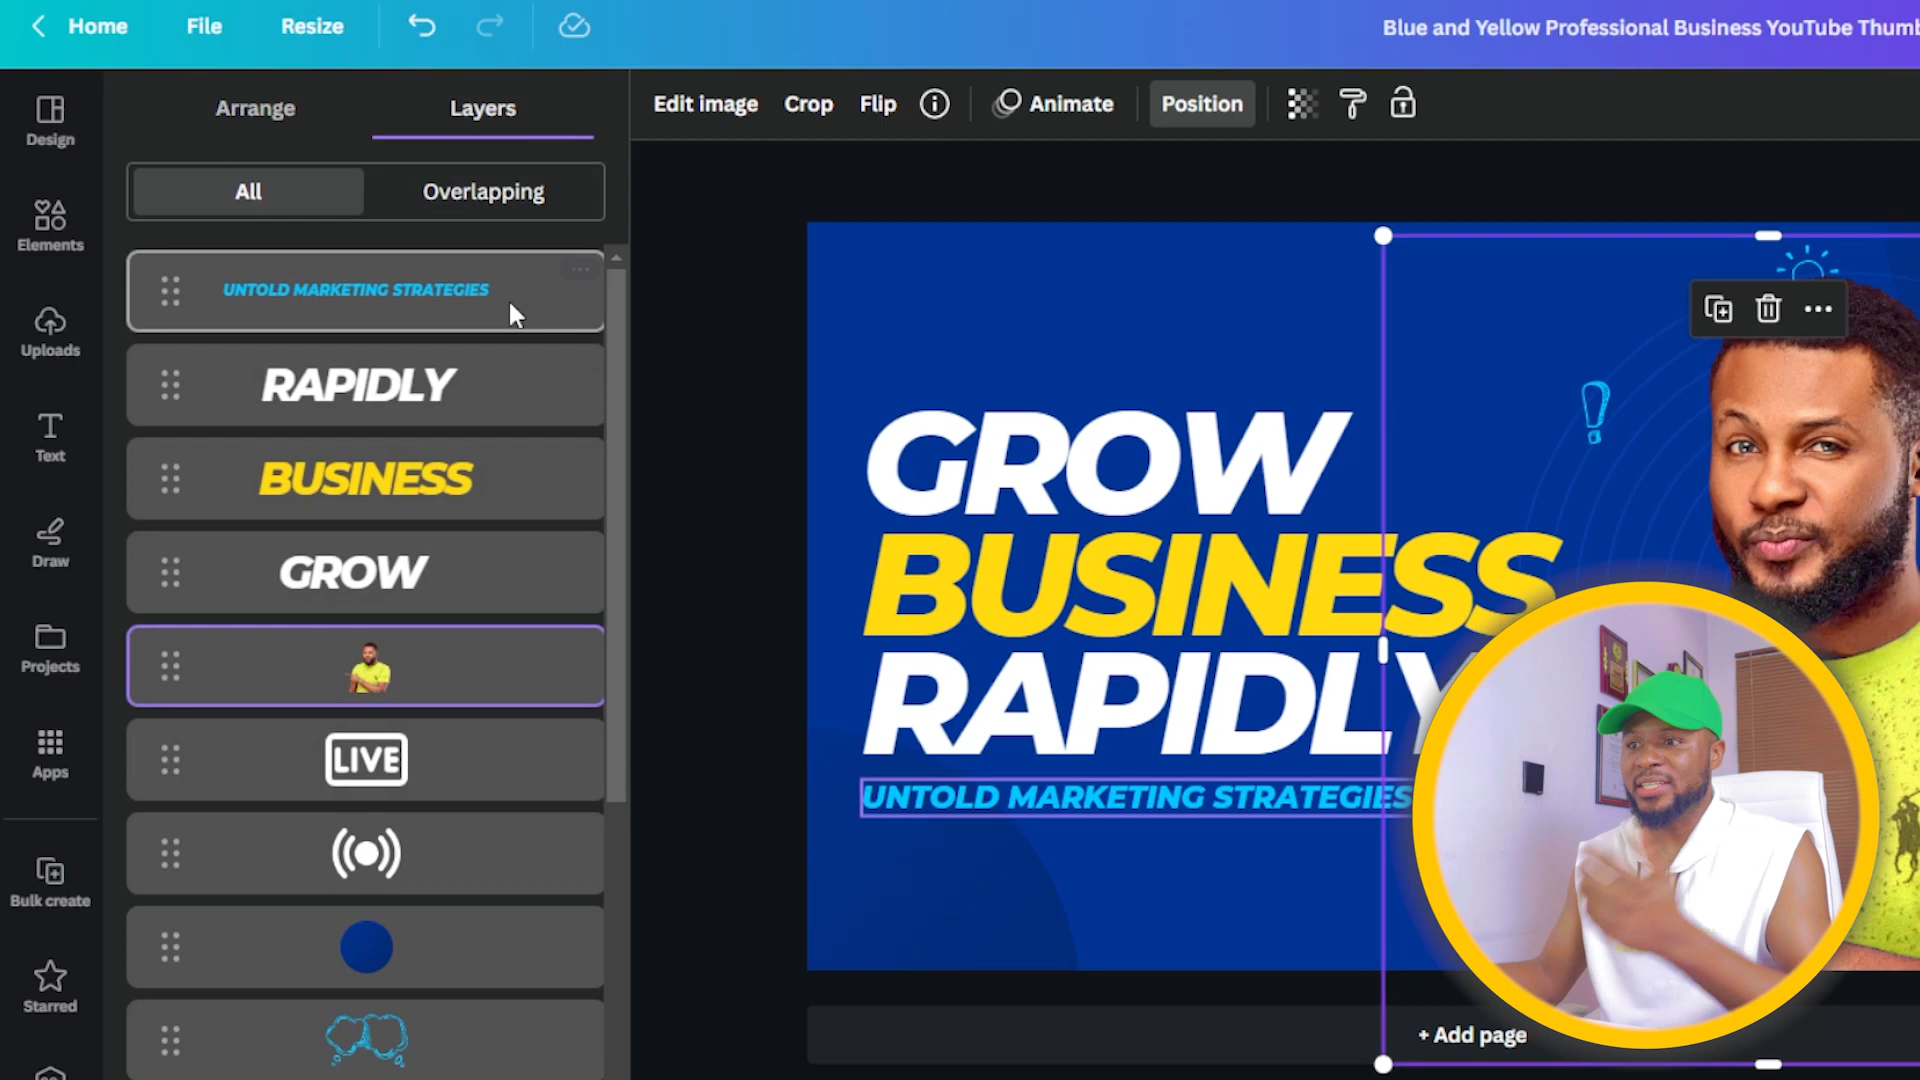 Home File Resize
Blue and Yellow Professional Business YouTube Thumb
Arrange Layers
Edit image Crop Flip Animate Position
All Overlapping
Design
Elements
Uploads
Text
Draw
Projects
Apps
Bulk create
Starred
UNTOLD MARKETING STRATEGIES
RAPIDLY
BUSINESS
GROW
LIVE
GROW
BUSINESS
RAPIDLY
UNTOLD MARKETING STRATEGIES
+ Add page